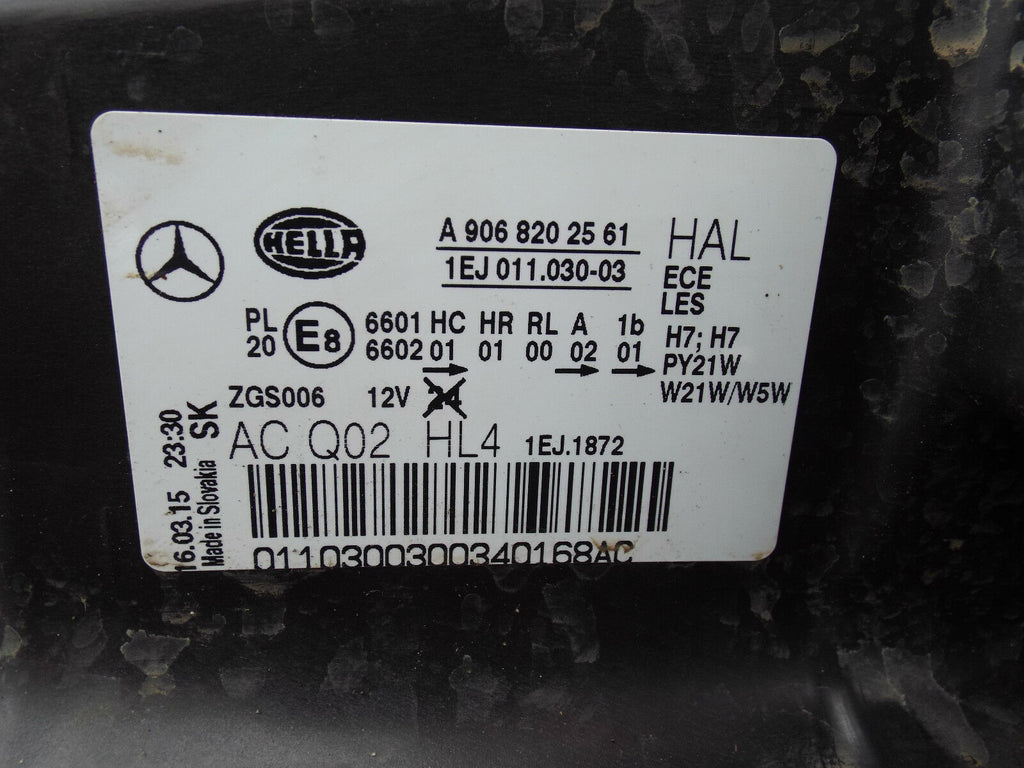 HELLA
A 906 820 25 61
1EJ 011.030-03
HAL
ECE
LES
PL
20
E8
6601 HC HR RL A 1b
6602 01 01 00 02 01
H7; H7
PY21W
W21W/W5W
ZGS006 12V 24
AC Q02 HL4 1EJ.1872
0110300300340168AC
16.03.15 23:30
Made in Slovakia SK